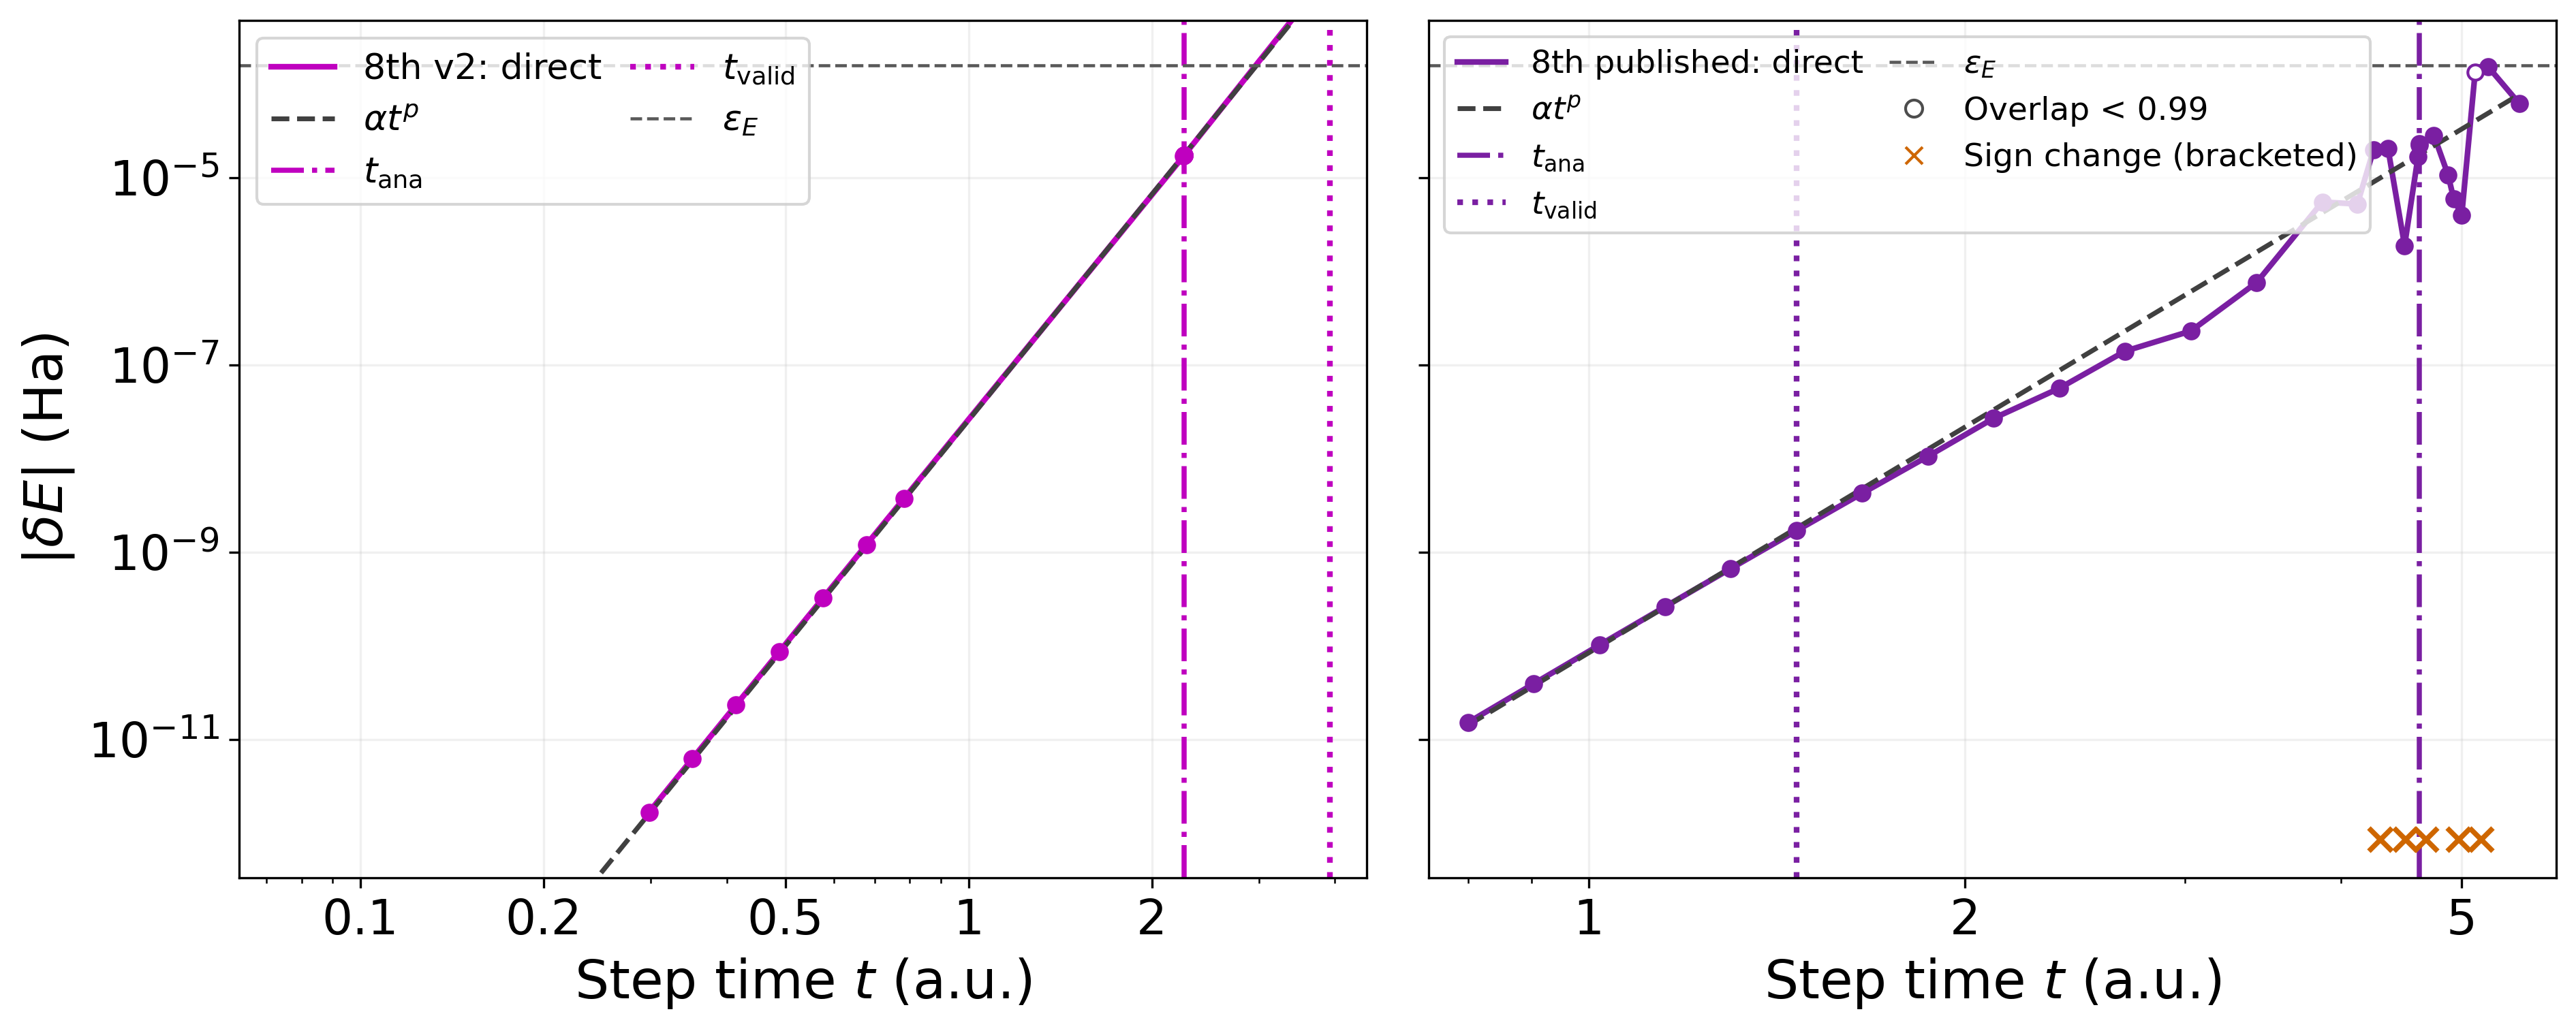 8th v2: direct
αt^p
t_ana
t_valid
ε_E
8th published: direct
αt^p
t_ana
t_valid
ε_E
Overlap < 0.99
Sign change (bracketed)
|δE| (Ha)
10^−5
10^−7
10^−9
10^−11
0.1 0.2 0.5 1 2
1 2 5
Step time t (a.u.)
Step time t (a.u.)